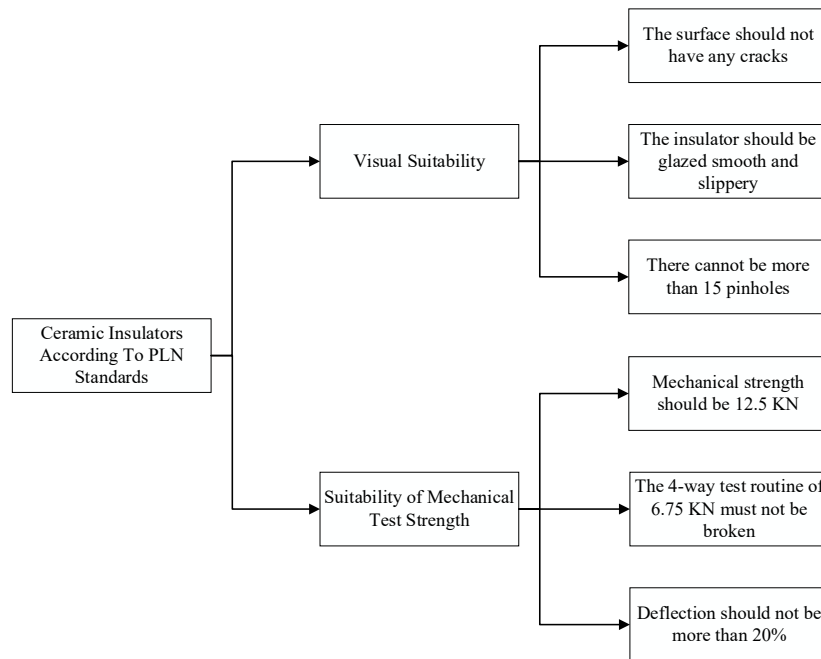 The surface should not
have any cracks
Visual Suitability
The insulator should be
glazed smooth and
slippery
There cannot be more
than 15 pinholes
Ceramic Insulators
According To PLN
Standards
Mechanical strength
should be 12.5 KN
Suitability of Mechanical
Test Strength
The 4-way test routine of
6.75 KN must not be
broken
Deflection should not be
more than 20%